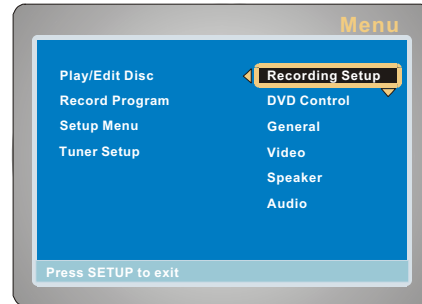 Menu
Play/Edit Disc
Record Program
Setup Menu
Tuner Setup
Recording Setup
DVD Control
General
Video
Speaker
Audio
Press SETUP to exit